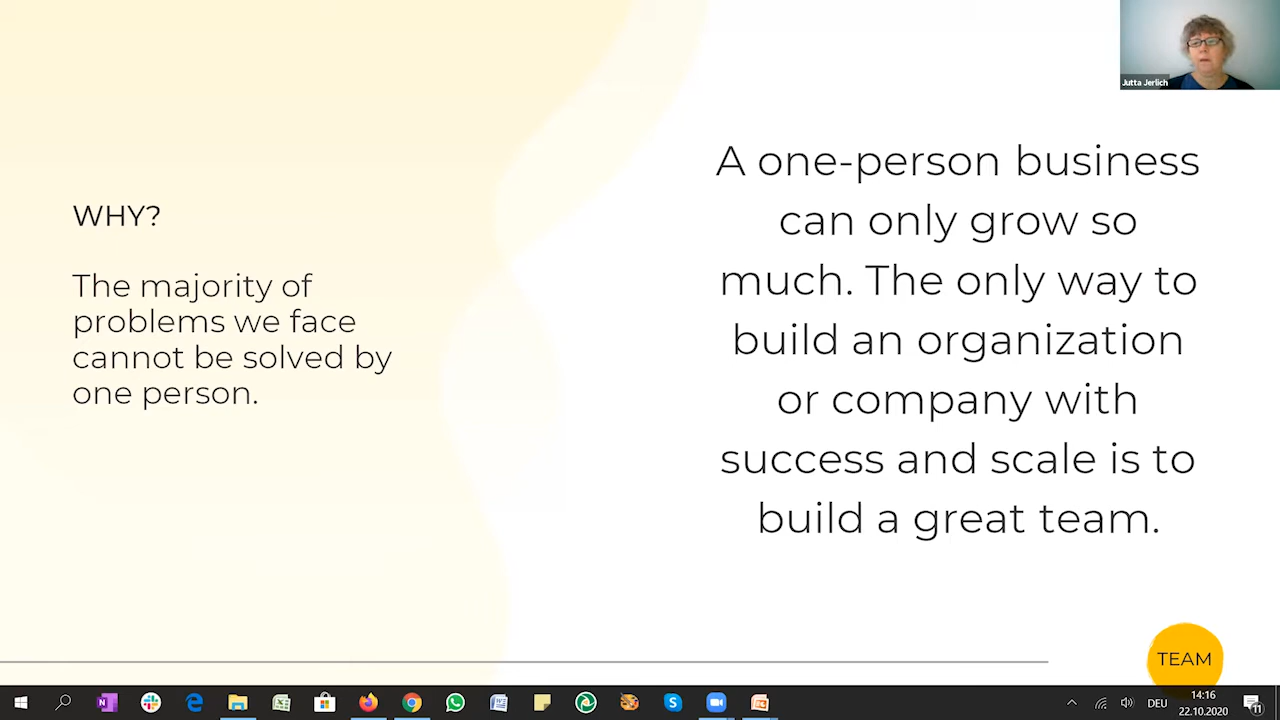 Jutta Jerlich
WHY?
The majority of
problems we face
cannot be solved by
one person.
A one-person business
can only grow so
much. The only way to
build an organization
or company with
success and scale is to
build a great team.
TEAM
DEU
14:16
22.10.2020
11